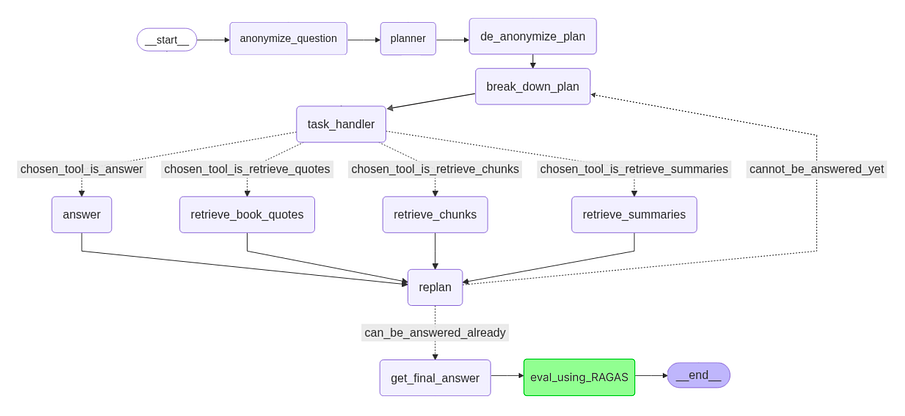 __start__
anonymize_question
planner
de_anonymize_plan
break_down_plan
task_handler
chosen_tool_is_answer
chosen_tool_is_retrieve_quotes
chosen_tool_is_retrieve_chunks
chosen_tool_is_retrieve_summaries
cannot_be_answered_yet
answer
retrieve_book_quotes
retrieve_chunks
retrieve_summaries
replan
can_be_answered_already
get_final_answer
eval_using_RAGAS
__end__